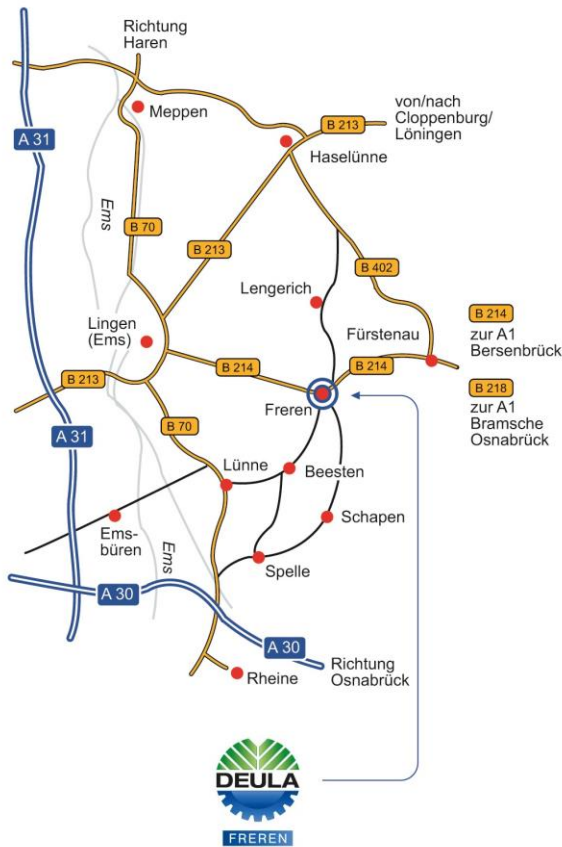 Richtung
Haren
Meppen
A 31
B 213
von/nach
Cloppenburg/
Löningen
Haselünne
Ems
B 70
B 213
Lengerich
B 402
Lingen
(Ems)
Fürstenau
B 214
zur A1
Bersenbrück
B 213
B 214
B 214
Freren
B 218
zur A1
Bramsche
Osnabrück
A 31
B 70
Lünne
Beesten
Ems-
büren
Schapen
Ems
Spelle
A 30
A 30
Richtung
Osnabrück
Rheine
DEULA
FREREN